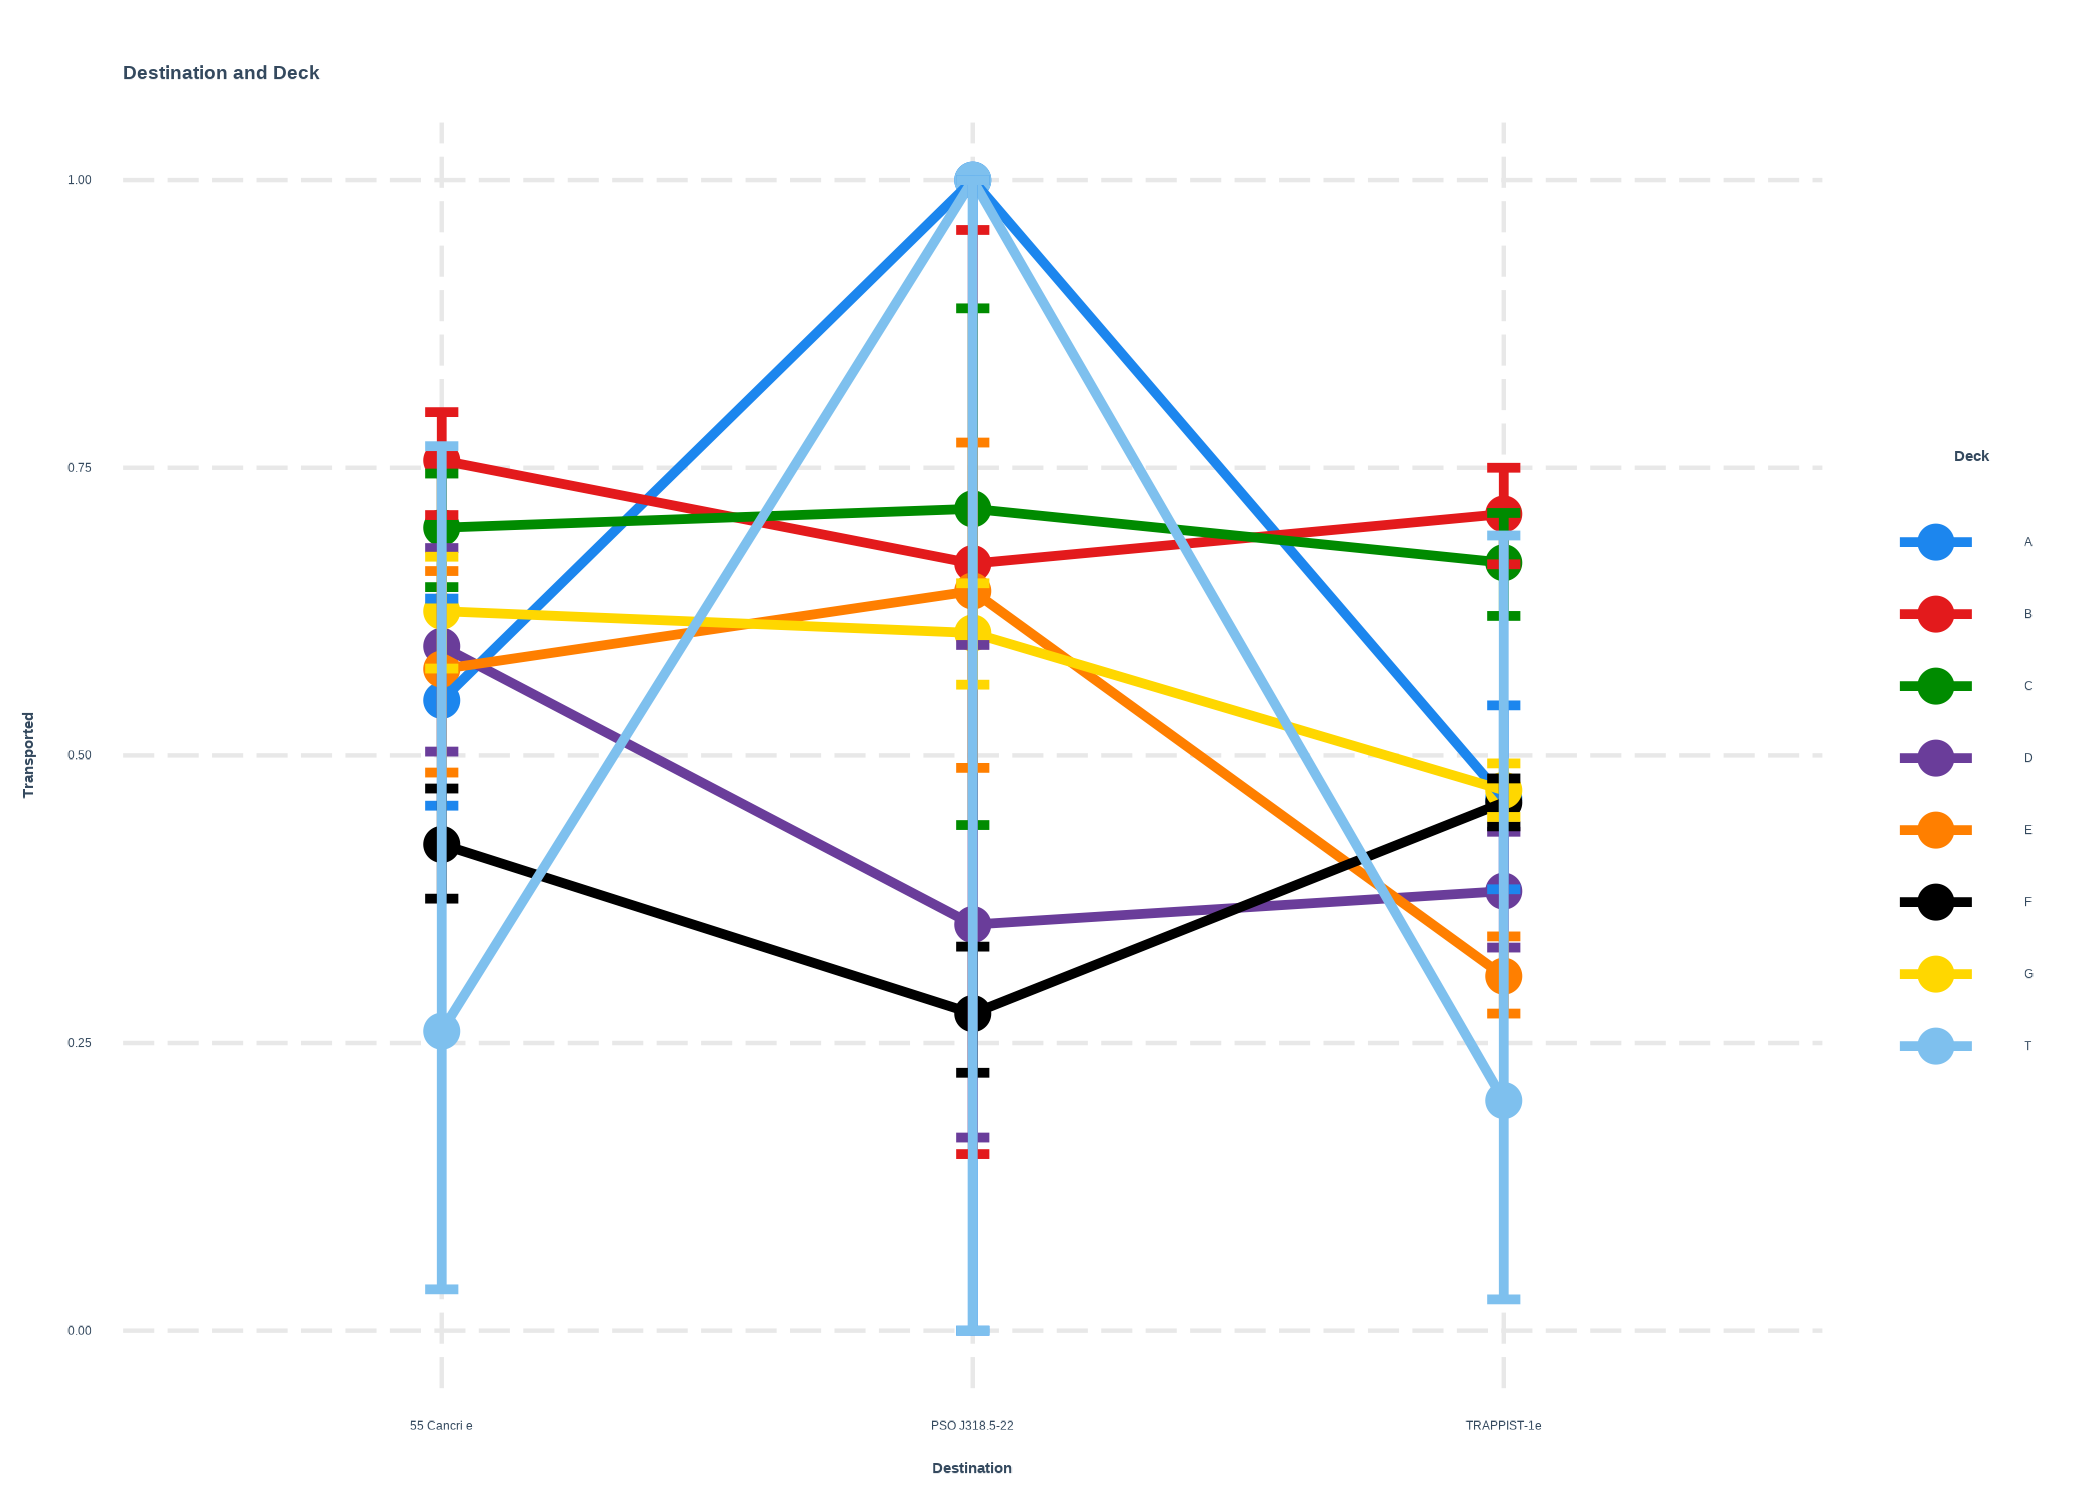 Destination and Deck
1.00
0.75
0.50
0.25
0.00
Transported
55 Cancri e
PSO J318.5-22
TRAPPIST-1e
Destination
Deck
A
B
C
D
E
F
G
T